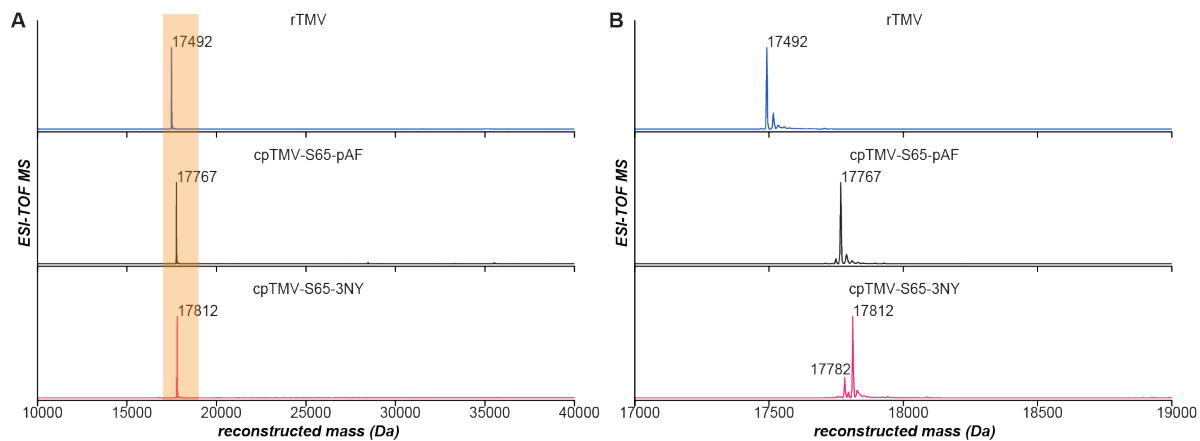 A
rTMV
17492
cpTMV-S65-pAF
17767
cpTMV-S65-3NY
17812
ESI-TOF MS
10000 15000 20000 25000 30000 35000 40000
reconstructed mass (Da)
B
rTMV
17492
cpTMV-S65-pAF
17767
cpTMV-S65-3NY
17812
17782
ESI-TOF MS
17000 17500 18000 18500 19000
reconstructed mass (Da)